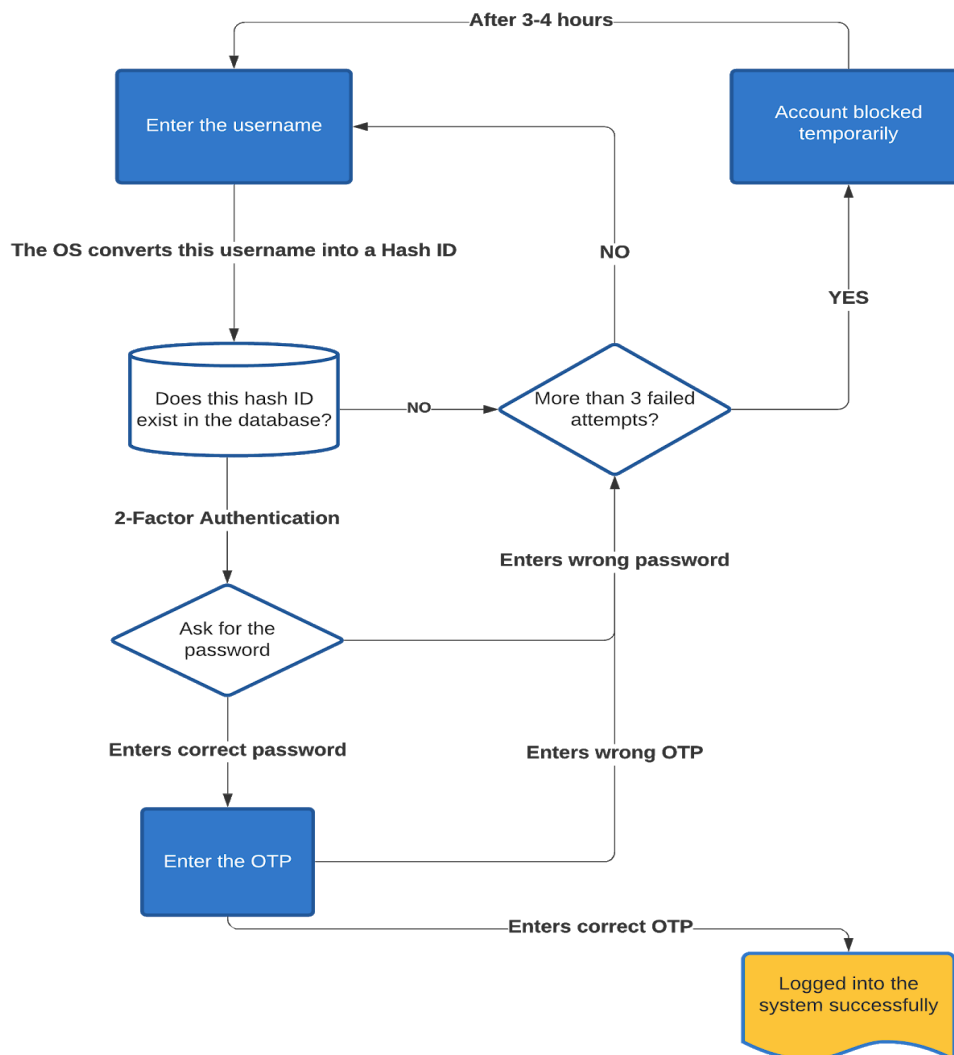 After 3-4 hours
Enter the username
Account blocked
temporarily
The OS converts this username into a Hash ID
NO
YES
Does this hash ID
exist in the database?
NO
More than 3 failed
attempts?
2-Factor Authentication
Enters wrong password
Ask for the
password
Enters correct password
Enters wrong OTP
Enter the OTP
Enters correct OTP
Logged into the
system successfully